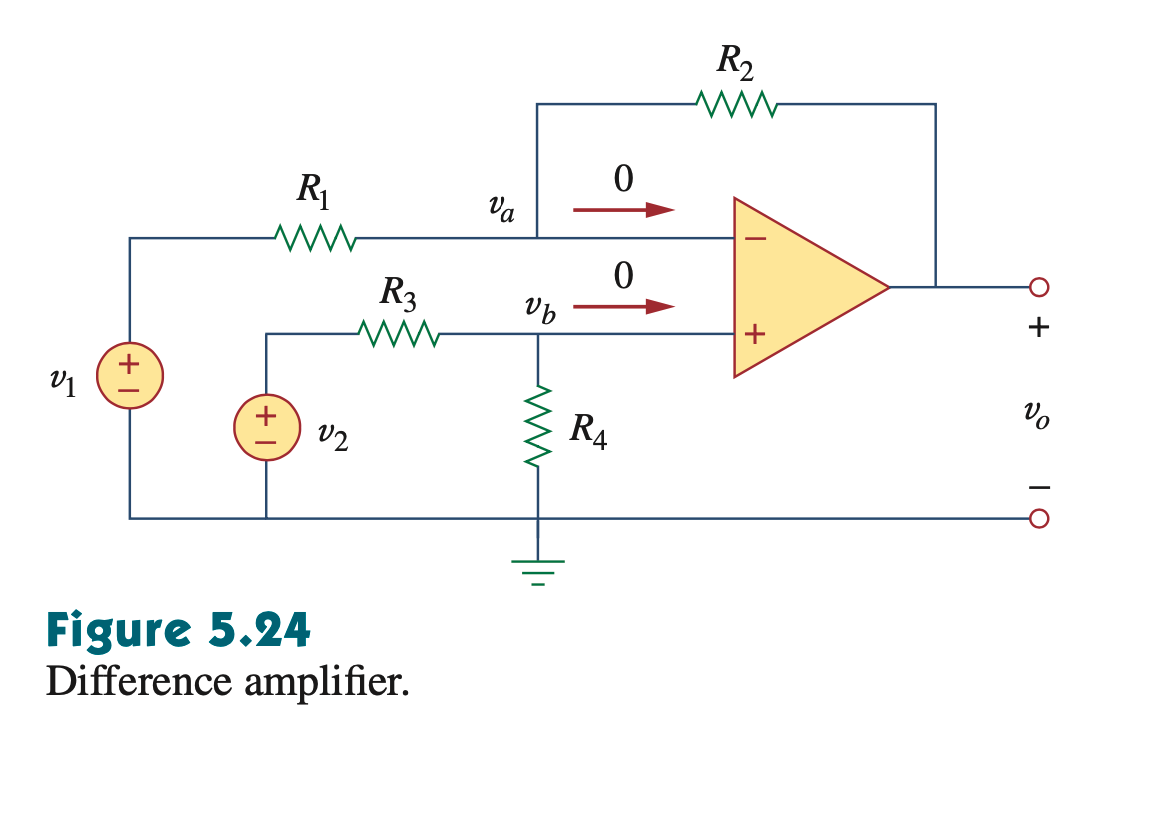 R2
R1
va
0
0
R3
vb
− 
+
+
−
v1
+
−
v2
R4
+
vo
−
Figure 5.24
Difference amplifier.